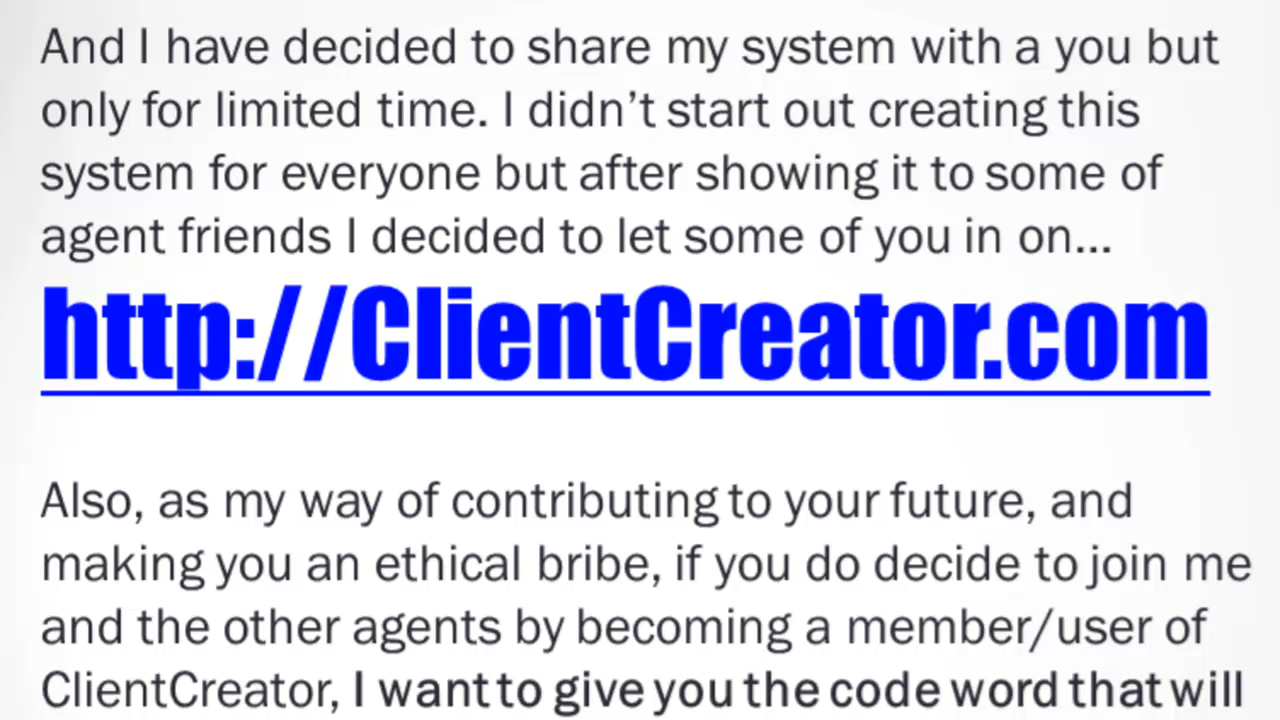 And I have decided to share my system with a you but
only for limited time. I didn’t start out creating this
system for everyone but after showing it to some of
agent friends I decided to let some of you in on...
http://ClientCreator.com
Also, as my way of contributing to your future, and
making you an ethical bribe, if you do decide to join me
and the other agents by becoming a member/user of
ClientCreator, I want to give you the code word that will